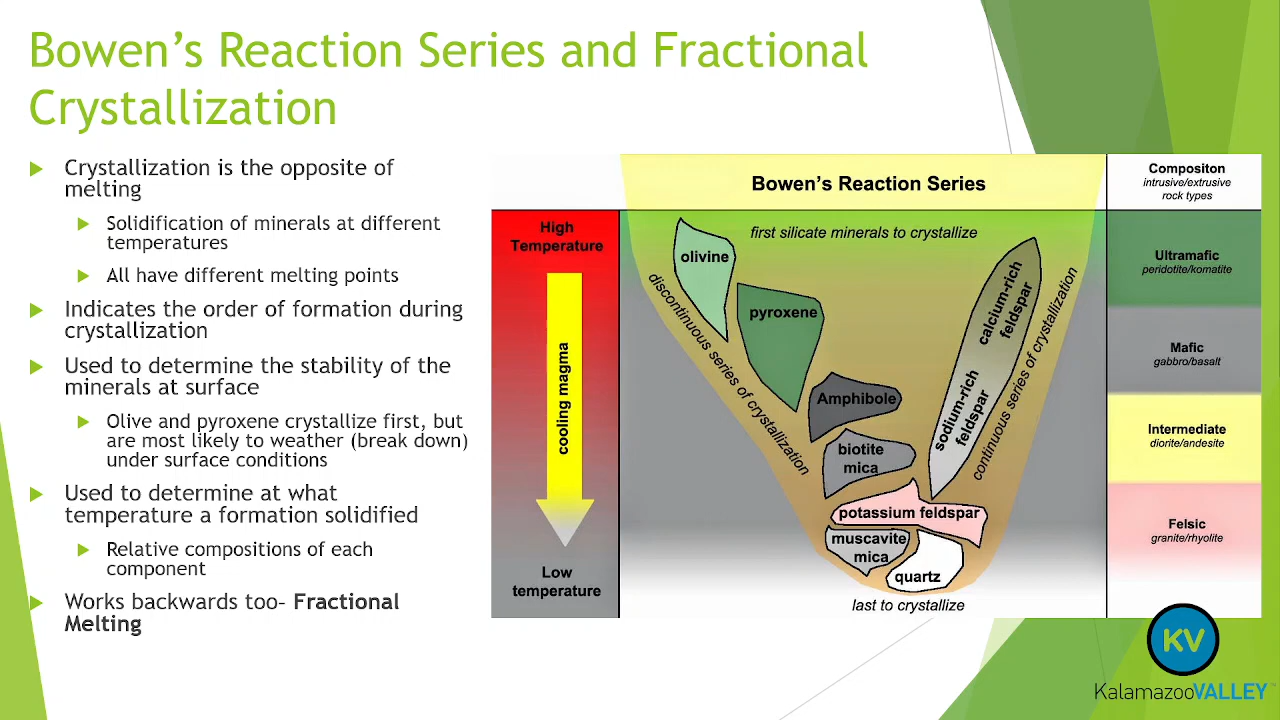 Bowen's Reaction Series and Fractional
Crystallization
Crystallization is the opposite of
melting
Solidification of minerals at different
temperatures
All have different melting points
Indicates the order of formation during
crystallization
Used to determine the stability of the
minerals at surface
Olive and pyroxene crystallize first, but
are most likely to weather (break down)
under surface conditions
Used to determine at what
temperature a formation solidified
Relative compositions of each
component
Works backwards too– Fractional
Melting
Bowen's Reaction Series
High
Temperature
cooling magma
Low
temperature
first silicate minerals to crystallize
olivine
pyroxene
Amphibole
biotite
mica
discontinuous series of crystallization
calcium-rich
feldspar
sodium-rich
feldspar
continuous series of crystallization
potassium feldspar
muscavite
mica
quartz
last to crystallize
Compositon
intrusive/extrusive
rock types
Ultramafic
peridotite/komatite
Mafic
gabbro/basalt
Intermediate
diorite/andesite
Felsic
granite/rhyolite
KV
KalamazooVALLEY